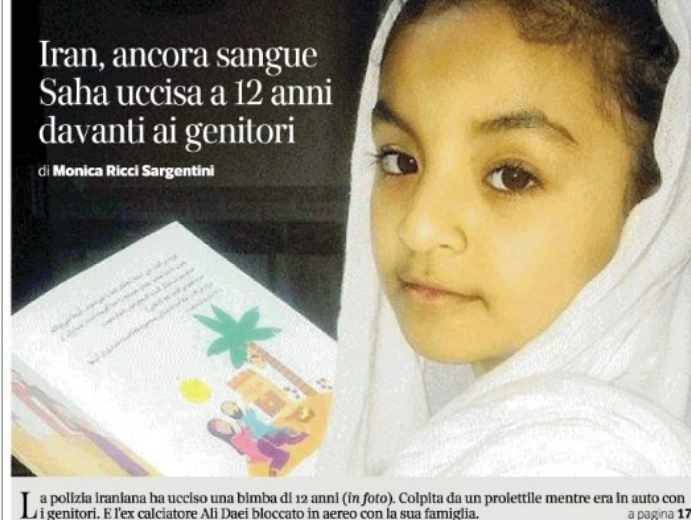 Iran, ancora sangue
Saha uccisa a 12 anni
davanti ai genitori
di Monica Ricci Sargentini
La polizia iraniana ha ucciso una bimba di 12 anni (in foto). Colpita da un proiettile mentre era in auto con
i genitori. E l'ex calciatore Ali Daei bloccato in aereo con la sua famiglia. a pagina 17